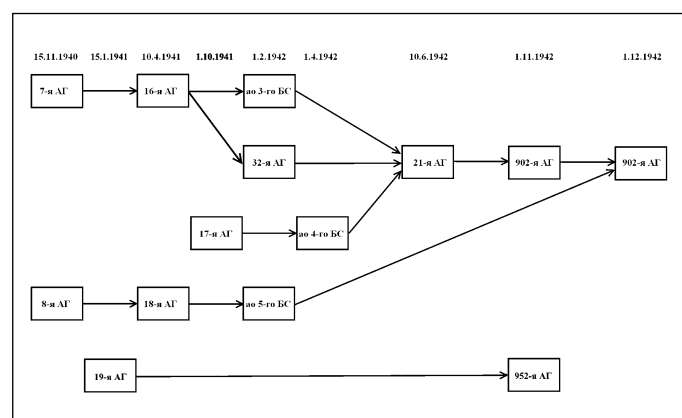 15.11.1940 15.1.1941 10.4.1941 1.10.1941 1.2.1942 1.4.1942 10.6.1942 1.11.1942 1.12.1942
7-я АГ 16-я АГ ао 3-го БС
32-я АГ 21-я АГ 902-я АГ 902-я АГ
17-я АГ ао 4-го БС
8-я АГ 18-я АГ ао 5-го БС
19-я АГ 952-я АГ